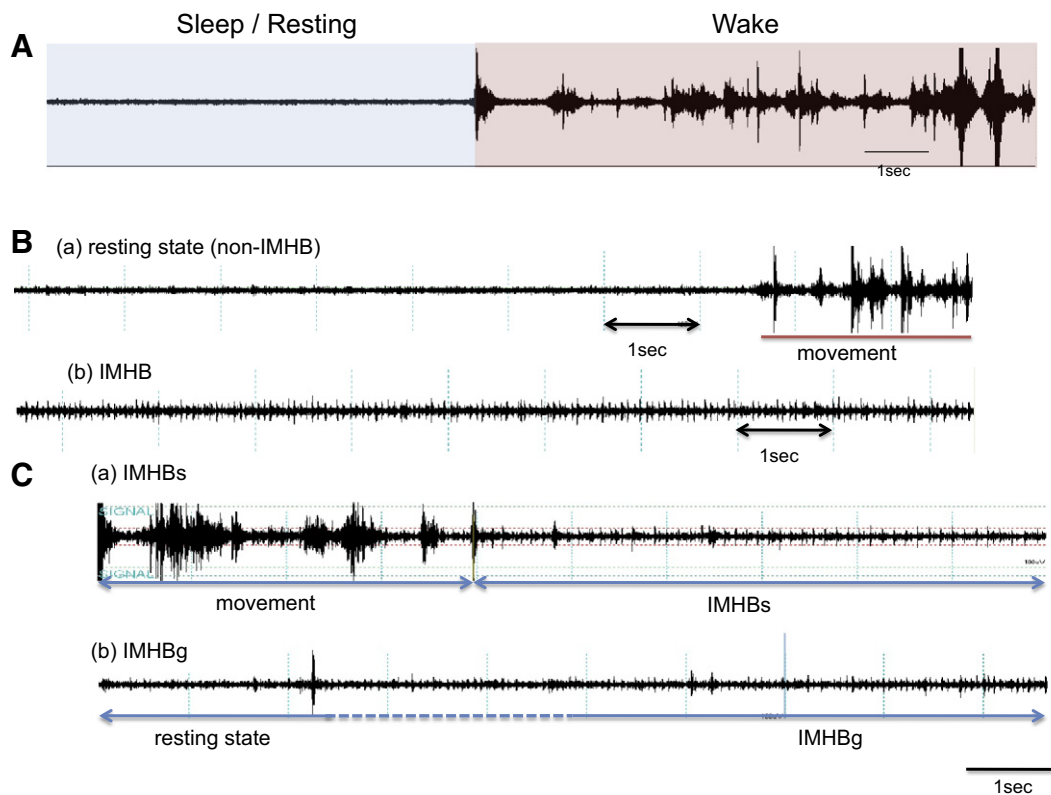 Sleep / Resting
Wake
A
1sec
B
(a) resting state (non-IMHB)
1sec
movement
(b) IMHB
1sec
C
(a) IMHBs
SIGNAL
100uV
SIGNAL
movement
IMHBs
(b) IMHBg
resting state
IMHBg
1sec